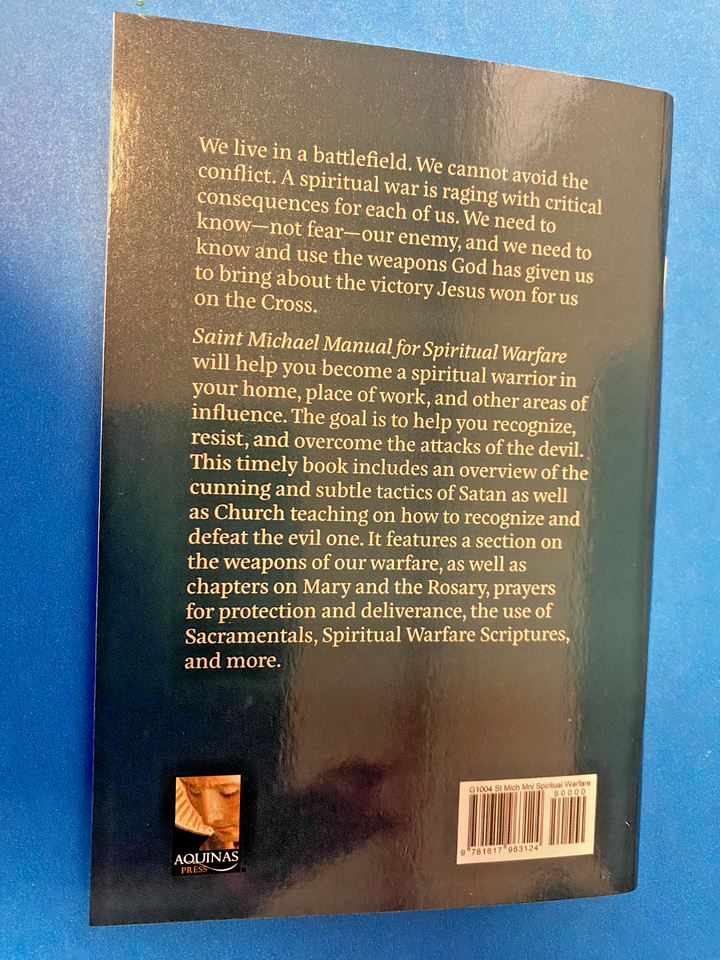 We live in a battlefield. We cannot avoid the
conflict. A spiritual war is raging with critical
consequences for each of us. We need to
know—not fear—our enemy, and we need to
know and use the weapons God has given us
to bring about the victory Jesus won for us
on the Cross.
Saint Michael Manual for Spiritual Warfare
will help you become a spiritual warrior in
your home, place of work, and other areas of
influence. The goal is to help you recognize,
resist, and overcome the attacks of the devil.
This timely book includes an overview of the
cunning and subtle tactics of Satan as well
as Church teaching on how to recognize and
defeat the evil one. It features a section on
the weapons of our warfare, as well as
chapters on Mary and the Rosary, prayers
for protection and deliverance, the use of
Sacramentals, Spiritual Warfare Scriptures,
and more.
AQUINAS
PRESS
G1004 St Mich Mnl Spiritual Warfare
50000
9 781617 963124